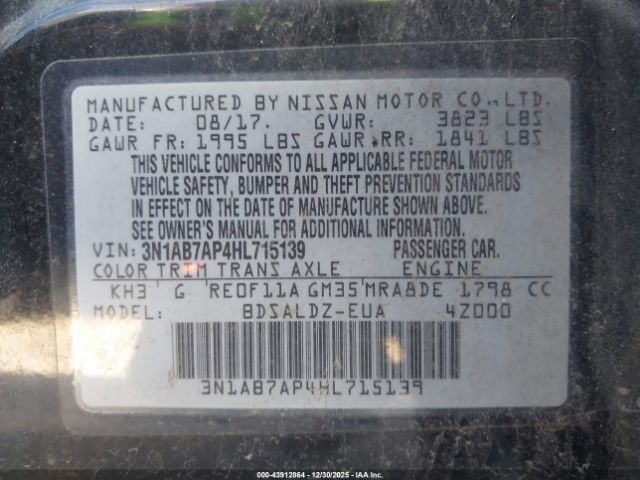 MANUFACTURED BY NISSAN MOTOR CO., LTD.
DATE: 08/17. GVWR: 3823 LBS
GAWR FR: 1995 LBS GAWR RR: 1841 LBS
THIS VEHICLE CONFORMS TO ALL APPLICABLE FEDERAL MOTOR
VEHICLE SAFETY, BUMPER AND THEFT PREVENTION STANDARDS
IN EFFECT ON THE DATE OF MANUFACTURE SHOWN ABOVE.
SEE OWNER'S MANUAL FOR ADDITIONAL INFORMATION.
VIN: 3N1AB7AP4HL715139 PASSENGER CAR.
COLOR TRIM TRANS AXLE ENGINE
KH3 G RE0F11A GM35 MRA8DE 1798 CC
MODEL: BDSALDZ-EUA 4Z000
3N1AB7AP4HL715139
000-43912864 - 12/30/2025 - IAA Inc.